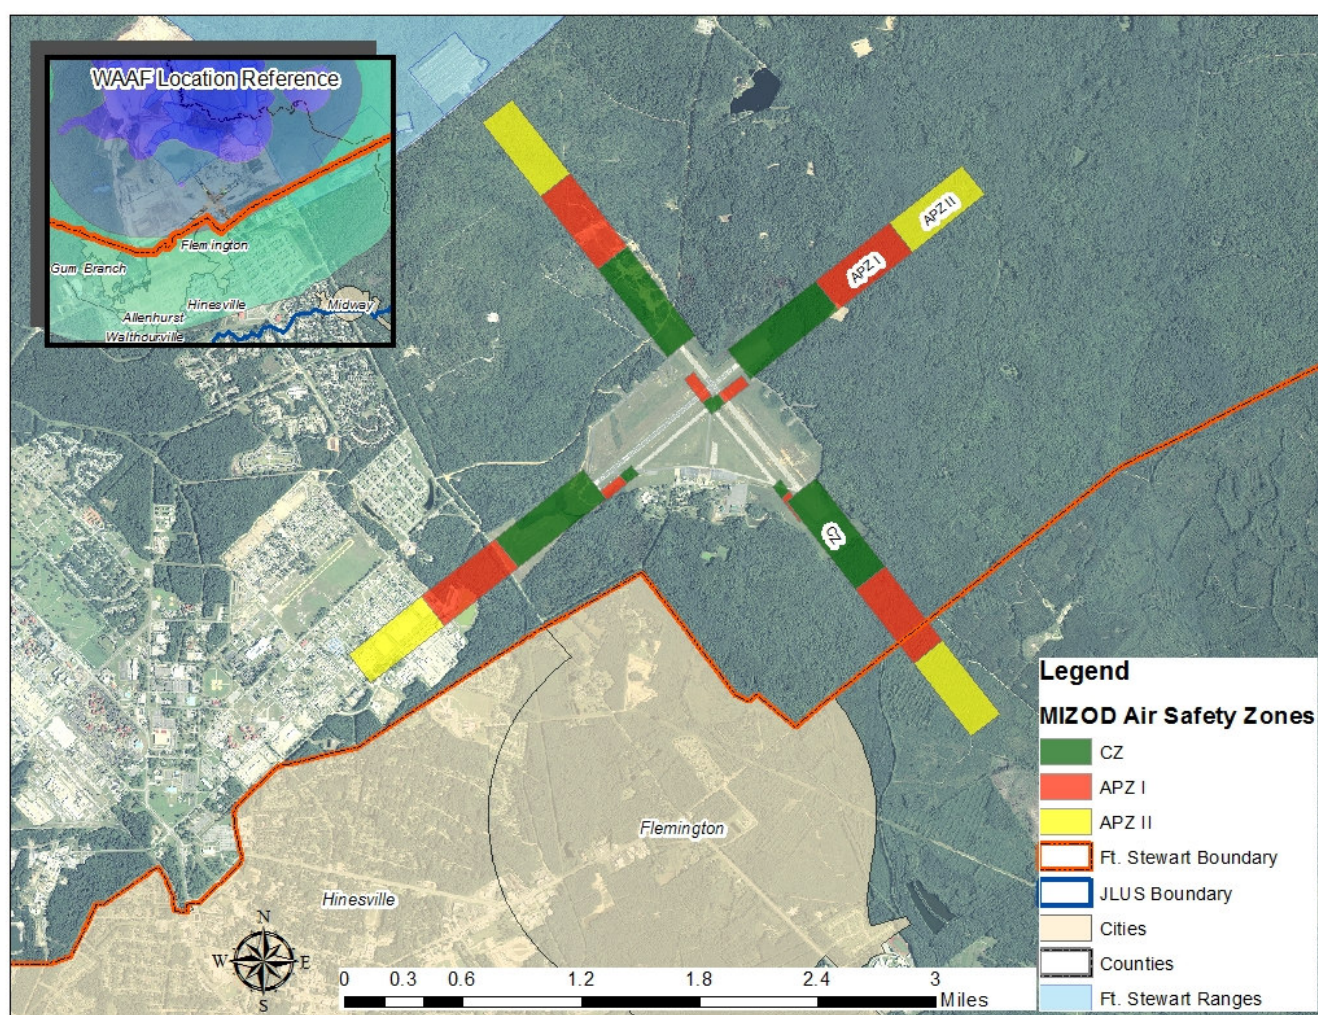 WAAF Location Reference
Flemington
Gum Branch
Hinesville
Midway
Allenhurst
Walthourville
APZ II
APZ I
CZ
Legend
MIZOD Air Safety Zones
CZ
APZ I
APZ II
Ft. Stewart Boundary
JLUS Boundary
Cities
Counties
Ft. Stewart Ranges
Flemington
Hinesville
N
W E
S
0 0.3 0.6 1.2 1.8 2.4 3
Miles